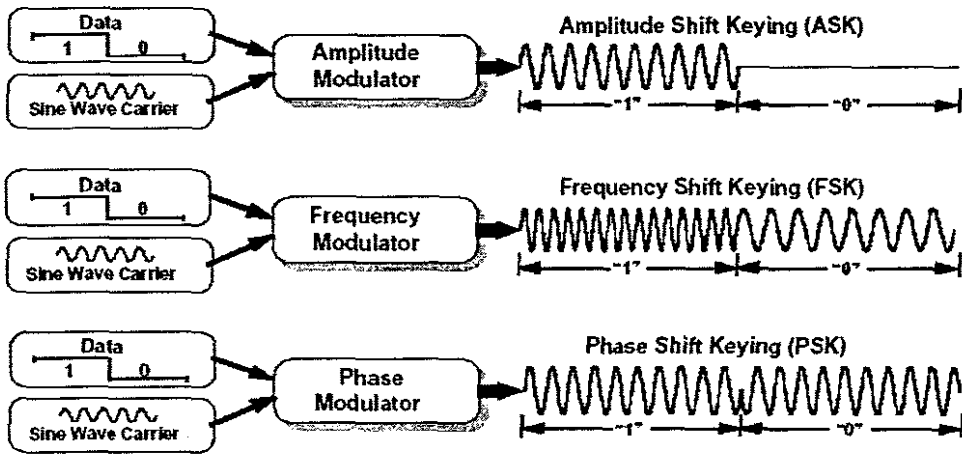 Data
1 0
Sine Wave Carrier
Amplitude
Modulator
Amplitude Shift Keying (ASK)
"1" "0"
Data
1 0
Sine Wave Carrier
Frequency
Modulator
Frequency Shift Keying (FSK)
"1" "0"
Data
1 0
Sine Wave Carrier
Phase
Modulator
Phase Shift Keying (PSK)
"1" "0"